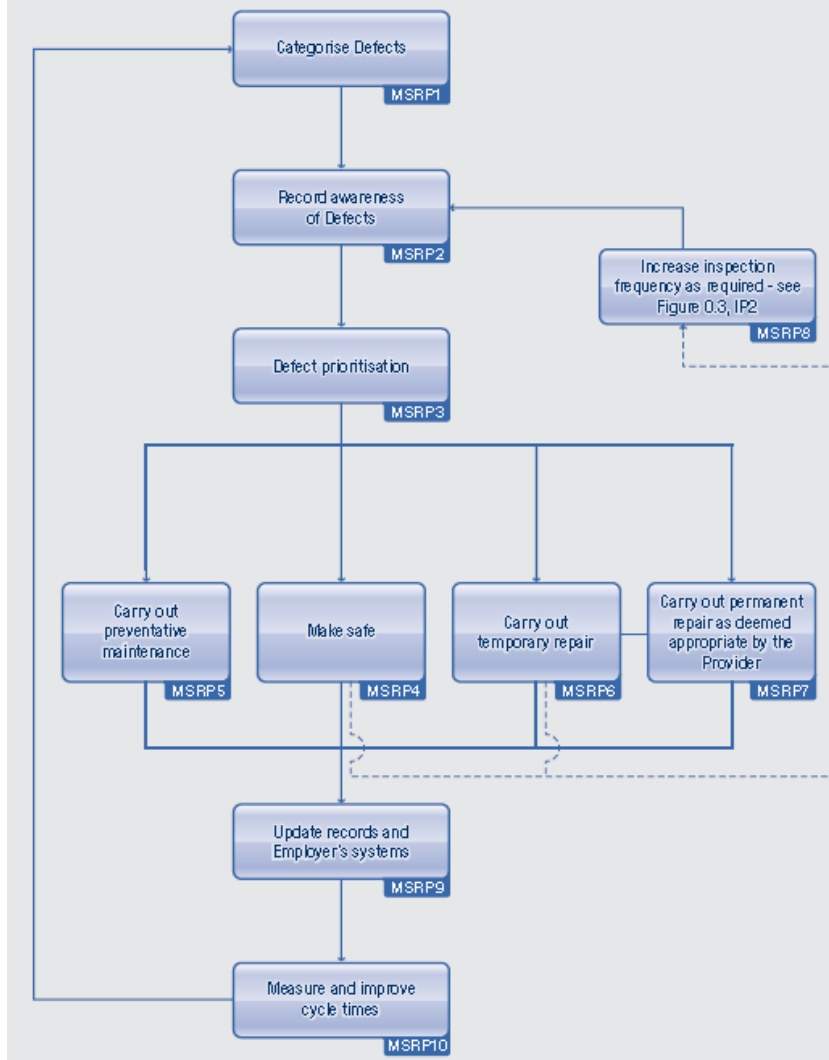 Categorise Defects
MSRP1
Record awareness
of Defects
MSRP2
Increase inspection
frequency as required - see
Figure 0.3, IP2
MSRP8
Defect prioritisation
MSRP3
Carry out
preventative
maintenance
MSRP5
Make safe
MSRP4
Carry out
temporary repair
MSRP6
Carry out permanent
repair as deemed
appropriate by the
Provider
MSRP7
Update records and
Employer's systems
MSRP9
Measure and improve
cycle times
MSRP10